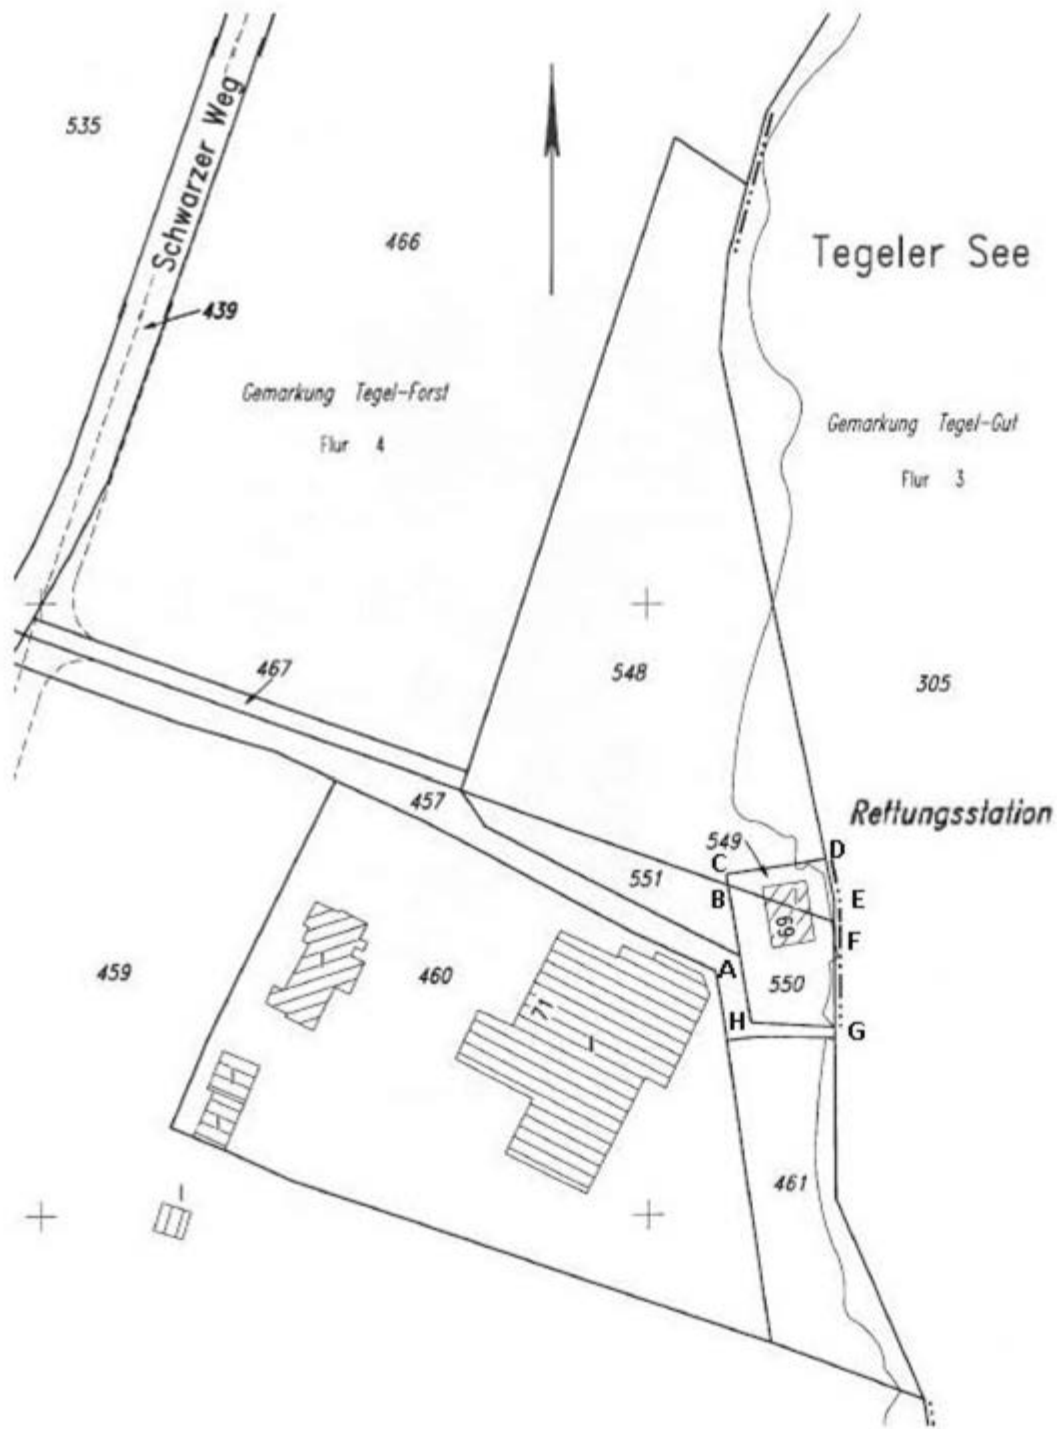 535
Schwarzer Weg
466
Tegeler See
439
Gemarkung Tegel-Forst
Flur 4
Gemarkung Tegel-Gut
Flur 3
467
548
305
457
Rettungsstation
549
D
C
551
B
E
69
F
A
459
460
550
71
H
G
461